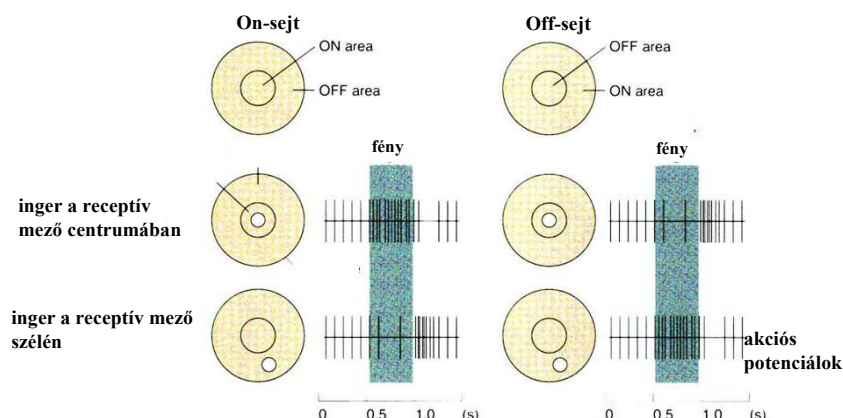 On-sejt
ON area
OFF area
Off-sejt
OFF area
ON area
fény
fény
inger a receptív
mező centrumában
inger a receptív mező
szélén
akciós
potenciálok
0 0.5 1.0 (s)
0 0.5 1.0 (s)